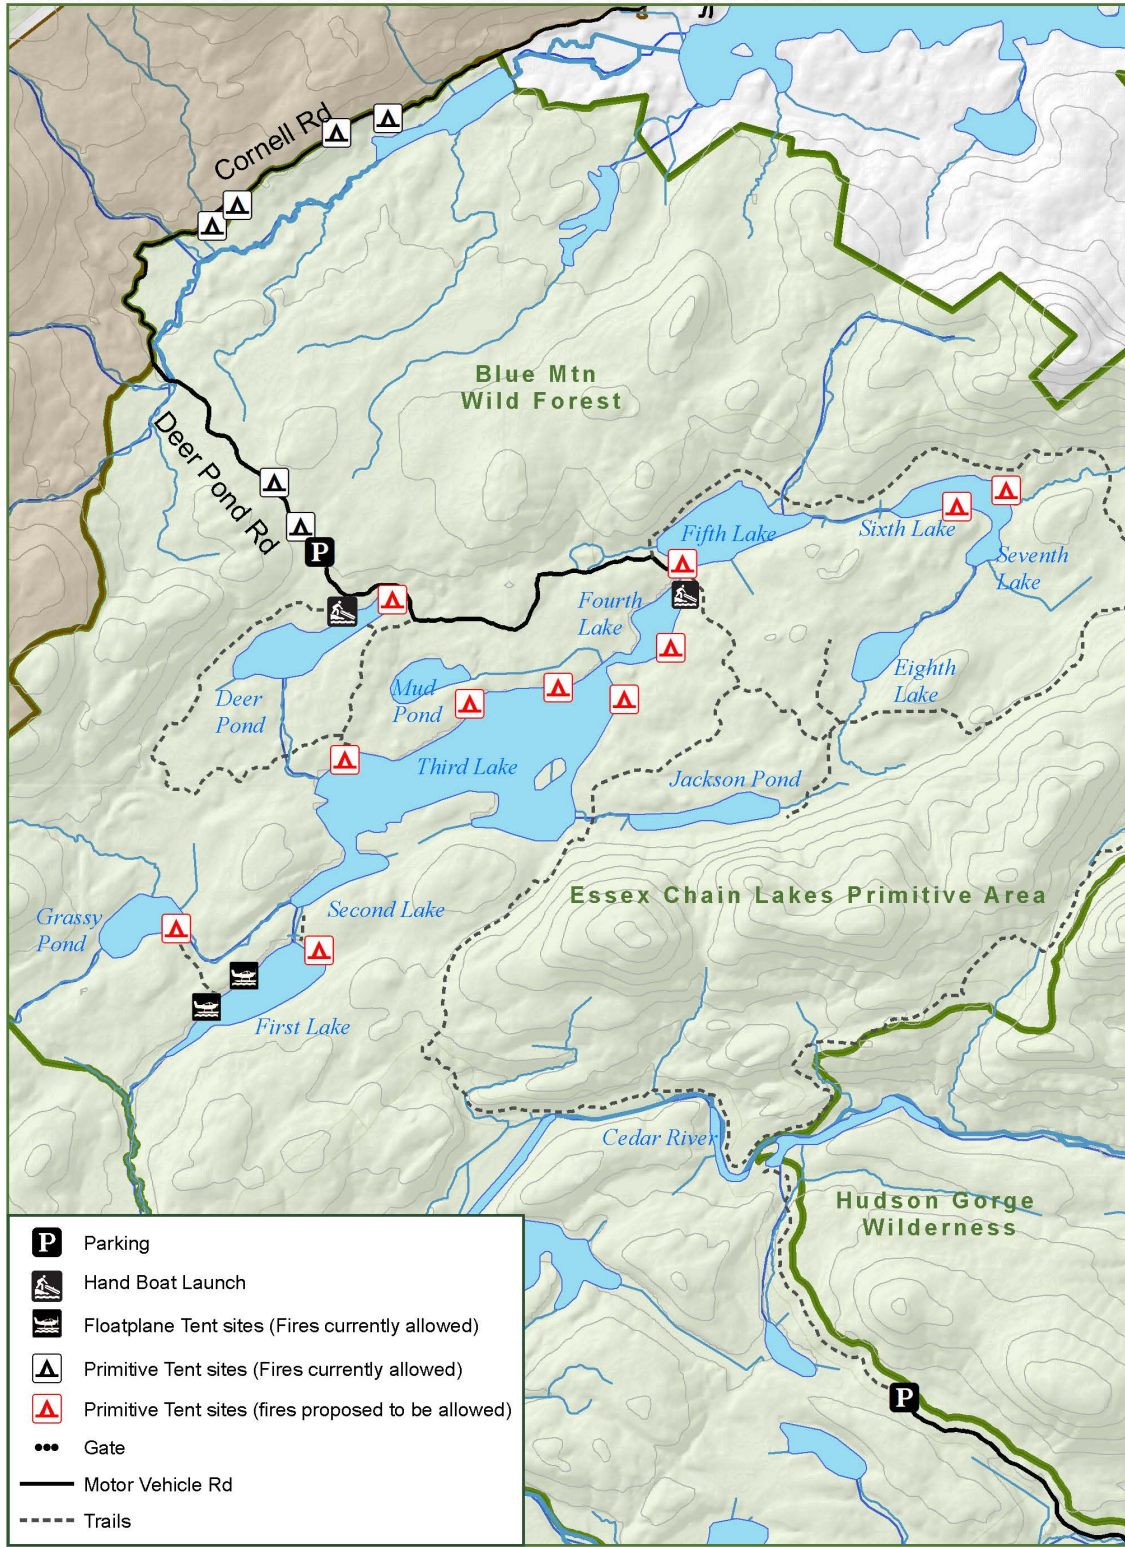 Cornell Rd
Deer Pond Rd
Blue Mtn
Wild Forest
Fifth Lake
Sixth Lake
Seventh
Lake
Fourth
Lake
Eighth
Lake
Deer
Pond
Mud
Pond
Third Lake
Jackson Pond
Essex Chain Lakes Primitive Area
Second Lake
Grassy
Pond
First Lake
Cedar River
Hudson Gorge
Wilderness
P
P
P
Parking
Hand Boat Launch
Floatplane Tent sites (Fires currently allowed)
Primitive Tent sites (Fires currently allowed)
Primitive Tent sites (fires proposed to be allowed)
Gate
Motor Vehicle Rd
Trails